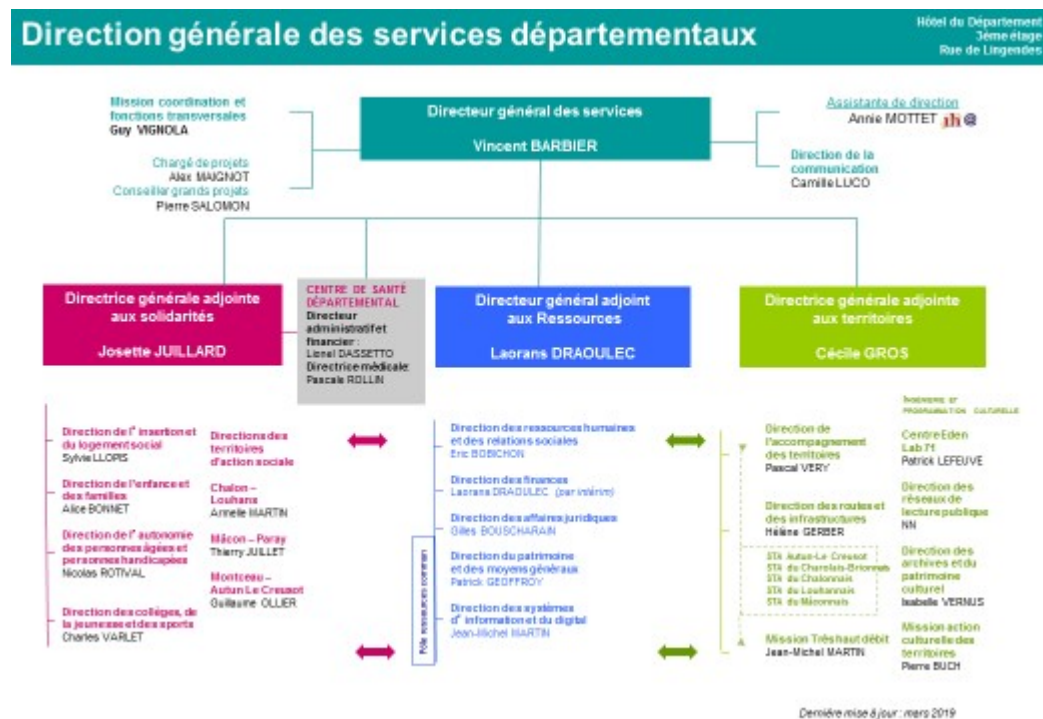 Direction générale des services départementaux
Hôtel du Département
3ème étage
Rue de Lingendes
Mission coordination et
fonctions transversales
Guy VIGNOLA
Chargé de projets
Alex MAIGNOT
Conseiller grands projets
Pierre SALOMON
Directeur général des services
Vincent BARBIER
Assistante de direction
Annie MOTTET
Direction de la
communication
Camille LUCO
Directrice générale adjointe
aux solidarités
Josette JUILLARD
CENTRE DE SANTÉ
DÉPARTEMENTAL
Directeur
administratif et
financier :
Lionel DASSETTO
Directrice médicale:
Pascale ROLLIN
Directeur général adjoint
aux Ressources
Laorans DRAOULEC
Directrice générale adjointe
aux territoires
Cécile GROS
Direction de l'insertion et
du logement social
Sylvie LLOPIS
Direction de l'enfance et
des familles
Alice BONNET
Direction de l'autonomie
des personnes âgées et
personnes handicapées
Nicolas ROTIVAL
Direction des collèges, de
la jeunesse et des sports
Charles VARLET
Directions des
territoires
d'action sociale
Chalon –
Louhans
Armelle MARTIN
Mâcon – Paray
Thierry JUILLET
Montceau –
Autun Le Creusot
Guillaume OLLIER
Pôle ressources commun
Direction des ressources humaines
et des relations sociales
Eric BOBICHON
Direction des finances
Laorans DRAOULEC (par intérim)
Direction des affaires juridiques
Gilles BOUSCHARAIN
Direction du patrimoine
et des moyens généraux
Patrick GEOFFROY
Direction des systèmes
d'information et du digital
Jean-Michel MARTIN
Direction de
l'accompagnement
des territoires
Pascal VERY
Direction des routes et
des infrastructures
Hélène GERBER
STA Autun-Le Creusot
STA du Charolais-Brionnais
STA du Chalonnais
STA du Louhannais
STA du Mâconnais
Mission Très haut débit
Jean-Michel MARTIN
INGÉNIERIE ET
PROGRAMMATION CULTURELLE
Centre Eden
Lab 71
Patrick LEFEUVE
Direction des
réseaux de
lecture publique
NN
Direction des
archives et du
patrimoine
culturel
Isabelle VERNUS
Mission action
culturelle des
territoires
Pierre BUCH
Dernière mise à jour : mars 2019